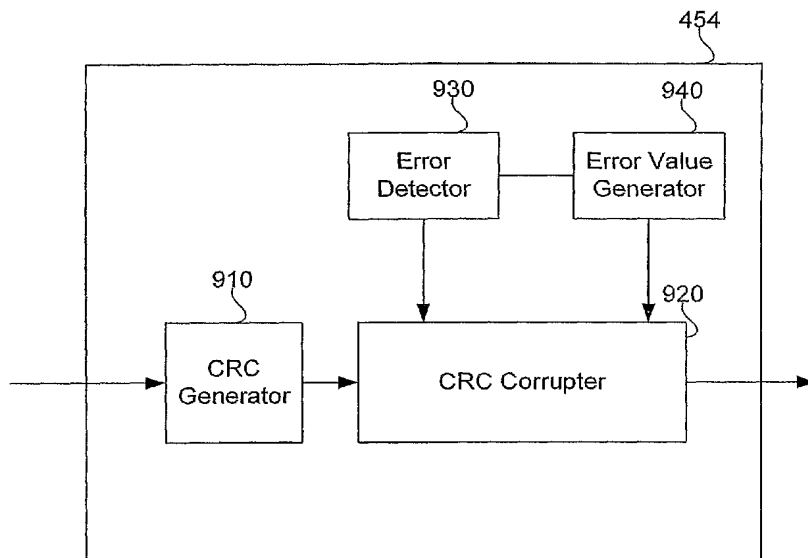 454
930
940
Error
Detector
Error Value
Generator
910
920
CRC
Generator
CRC Corrupter